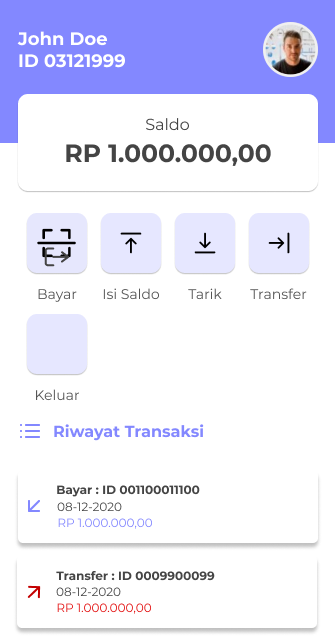 John Doe
ID 03121999
Saldo
RP 1.000.000,00
Bayar
Isi Saldo
Tarik
Transfer
Keluar
Riwayat Transaksi
Bayar : ID 001100011100
08-12-2020
RP 1.000.000,00
Transfer : ID 0009900099
08-12-2020
RP 1.000.000,00